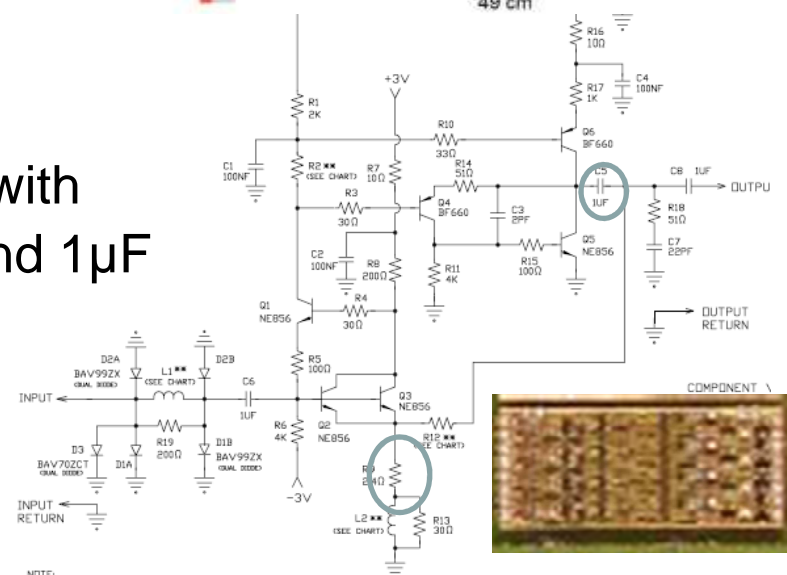 49 cm
with
nd 1µF
R16
10Ω
R17
1K
C4
100NF
+3V
R1
2K
R10
33Ω
Q6
BF660
C1
100NF
R2**
(SEE CHART)
R7
10Ω
R14
51Ω
C5
1UF
C8 1UF
OUTPU
R3
30Ω
Q4
BF660
C3
2PF
R18
51Ω
C7
22PF
Q5
NE856
R15
100Ω
C2
100NF
R8
200Ω
R11
4K
OUTPUT
RETURN
Q1
NE856
R4
30Ω
D2A
BAV99ZX
(DUAL DIODE)
L1**
(SEE CHART)
D2B
R5
100Ω
COMPONENT
INPUT
C6
1UF
Q3
NE856
Q2
NE856
R6
4K
R12 **
(SEE CHART)
R19
200Ω
D3
BAV70ZCT
(DUAL DIODE)
D1A
D1B
BAV99ZX
(DUAL DIODE)
-3V
INPUT
RETURN
L2**
(SEE CHART)
R13
30Ω
NOTE: